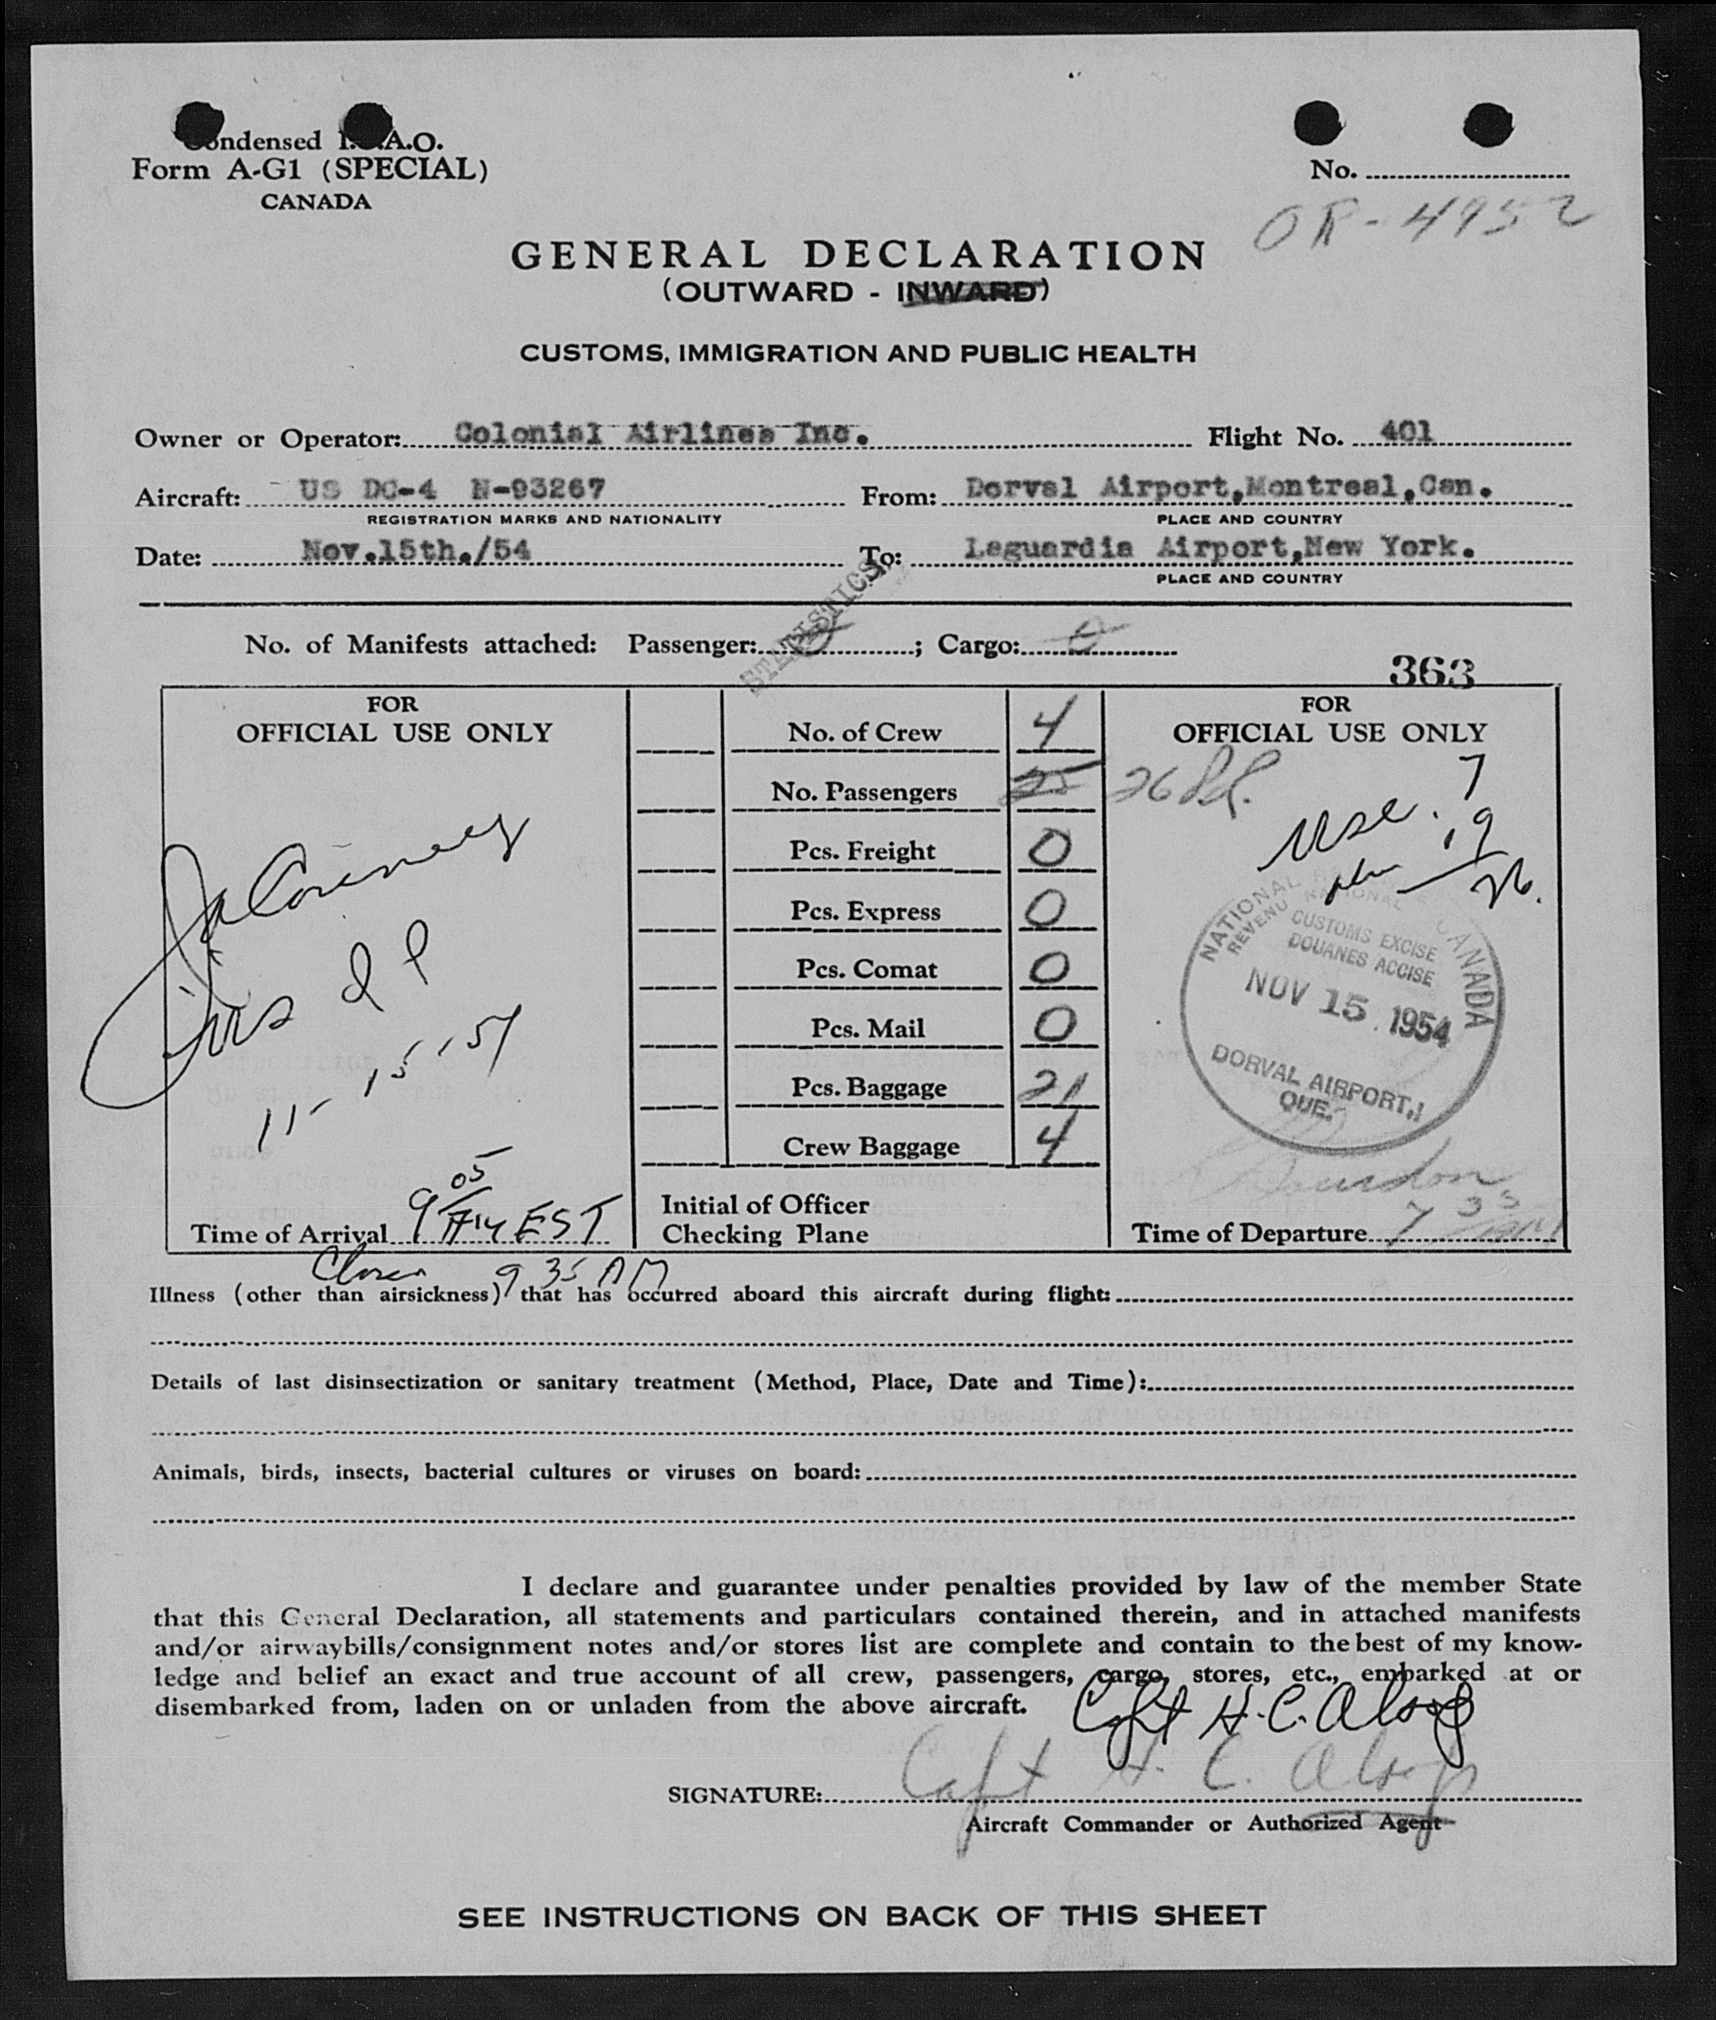 Condensed I.C.A.O.
Form A-G1 (SPECIAL)
CANADA
No.
OR-4952
GENERAL DECLARATION
(OUTWARD - INWARD)
CUSTOMS, IMMIGRATION AND PUBLIC HEALTH
Owner or Operator: Colonial Airlines Inc. Flight No. 401
Aircraft: US DC-4 N-93267 From: Dorval Airport,Montreal,Can.
REGISTRATION MARKS AND NATIONALITY PLACE AND COUNTRY
Date: Nov.15th./54 To: Laguardia Airport,New York.
PLACE AND COUNTRY
STATISTICS
No. of Manifests attached: Passenger: ; Cargo:
363
FOR
OFFICIAL USE ONLY
Ins
11-15-54
Time of Arrival 9 05 AM EST
Closed 9 35 AM
No. of Crew 4
No. Passengers 25 26
Pcs. Freight 0
Pcs. Express 0
Pcs. Comat 0
Pcs. Mail 0
Pcs. Baggage 21
Crew Baggage 4
Initial of Officer
Checking Plane
FOR
OFFICIAL USE ONLY
Usc. 7
19
26.
NATIONAL REVENUE CANADA
REVENU NATIONAL
CUSTOMS EXCISE
DOUANES ACCISE
NOV 15 1954
DORVAL AIRPORT,
QUE.
Time of Departure 7 35 AM
Illness (other than airsickness) that has occurred aboard this aircraft during flight:
Details of last disinsectization or sanitary treatment (Method, Place, Date and Time):
Animals, birds, insects, bacterial cultures or viruses on board:
I declare and guarantee under penalties provided by law of the member State
that this General Declaration, all statements and particulars contained therein, and in attached manifests
and/or airwaybills/consignment notes and/or stores list are complete and contain to the best of my know-
ledge and belief an exact and true account of all crew, passengers, cargo, stores, etc., embarked at or
disembarked from, laden on or unladen from the above aircraft.
Capt H.C. Alsop
Capt H. C. Alsop
SIGNATURE:
Aircraft Commander or Authorized Agent
SEE INSTRUCTIONS ON BACK OF THIS SHEET